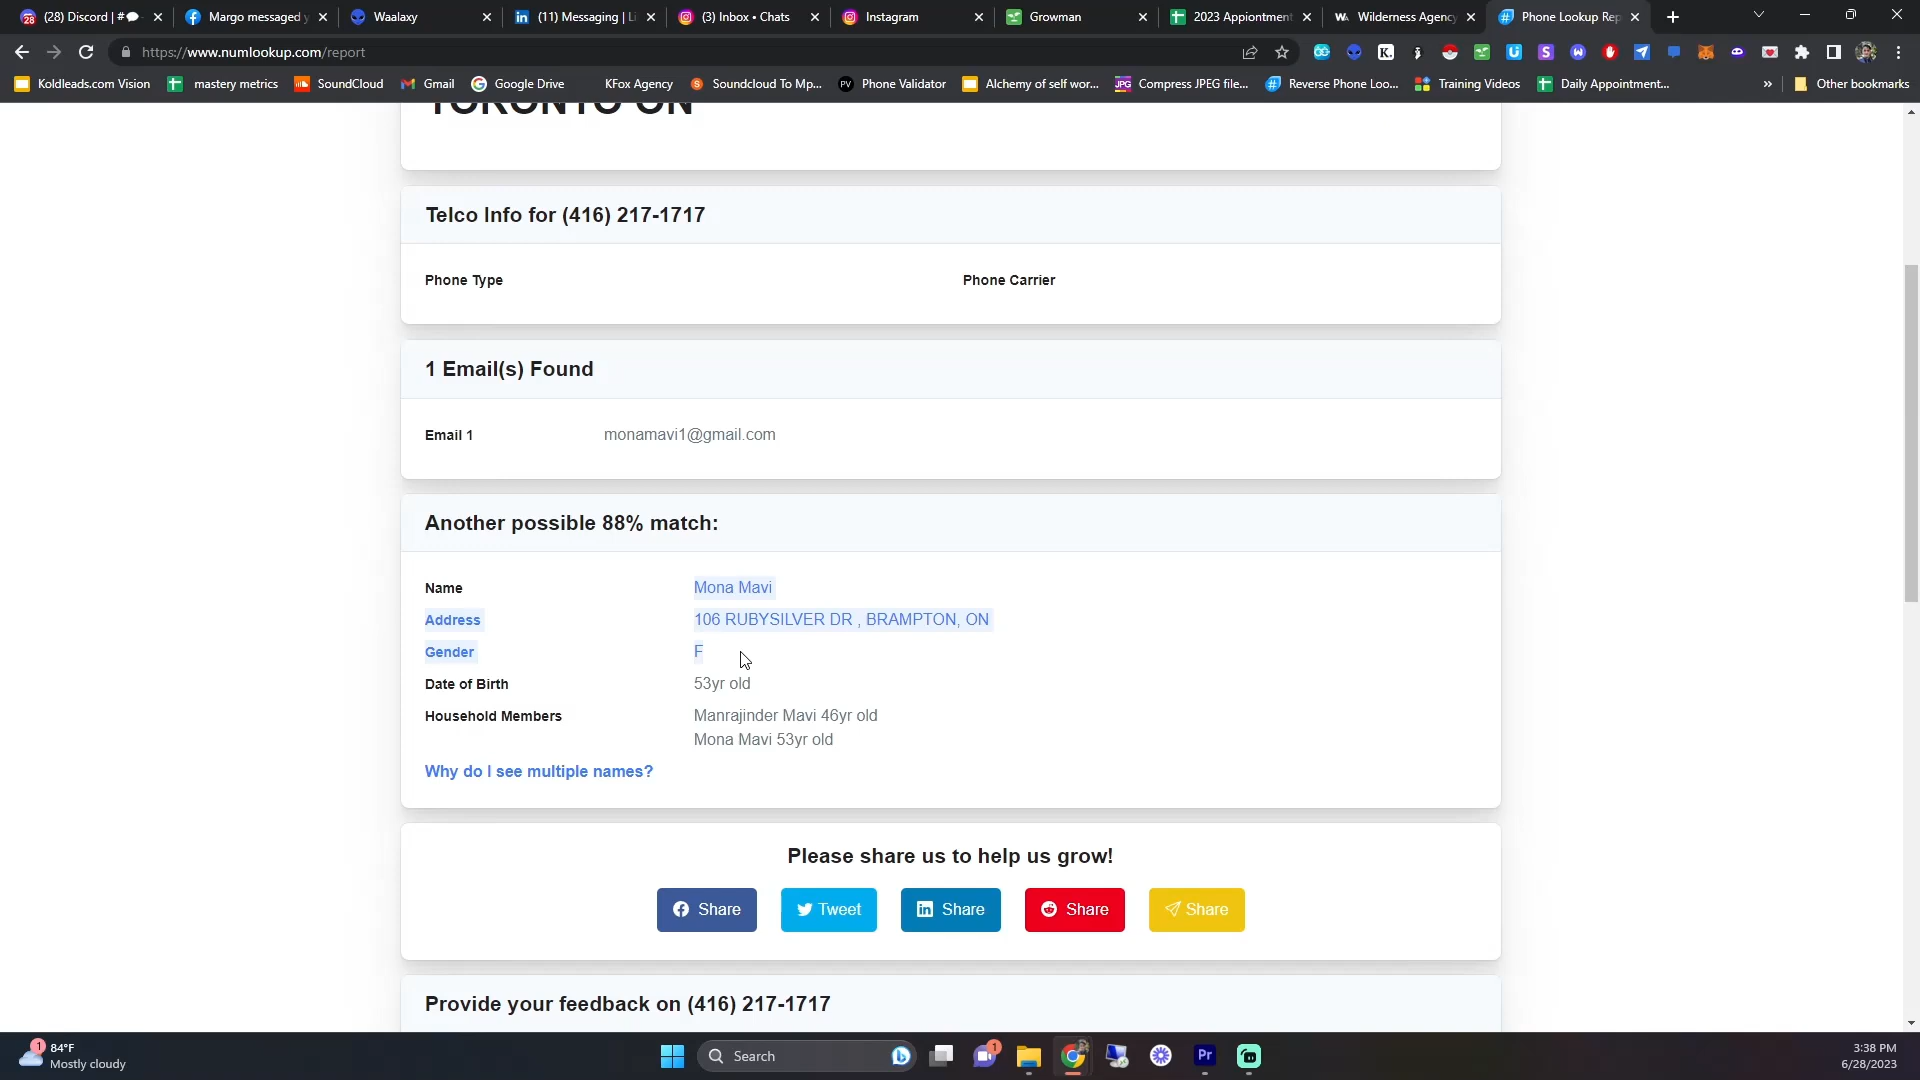 (28) Discord | #
Margo messaged y
Waalaxy
(11) Messaging | Li
(3) Inbox • Chats
Instagram
Growman
2023 Appiontment
Wilderness Agency
Phone Lookup Rep
https://www.numlookup.com/report
Koldleads.com Vision
mastery metrics
SoundCloud
Gmail
Google Drive
KFox Agency
Soundcloud To Mp...
Phone Validator
Alchemy of self wor...
Compress JPEG file...
Reverse Phone Loo...
Training Videos
Daily Appointment...
»
Other bookmarks
TORONTO ON
Telco Info for (416) 217-1717
Phone Type Phone Carrier
1 Email(s) Found
Email 1 monamavi1@gmail.com
Another possible 88% match:
Name Mona Mavi
Address 106 RUBYSILVER DR , BRAMPTON, ON
Gender F
Date of Birth 53yr old
Household Members Manrajinder Mavi 46yr old
Mona Mavi 53yr old
Why do I see multiple names?
Please share us to help us grow!
Share Tweet Share Share Share
Provide your feedback on (416) 217-1717
84°F
Mostly cloudy
Search
3:38 PM
6/28/2023